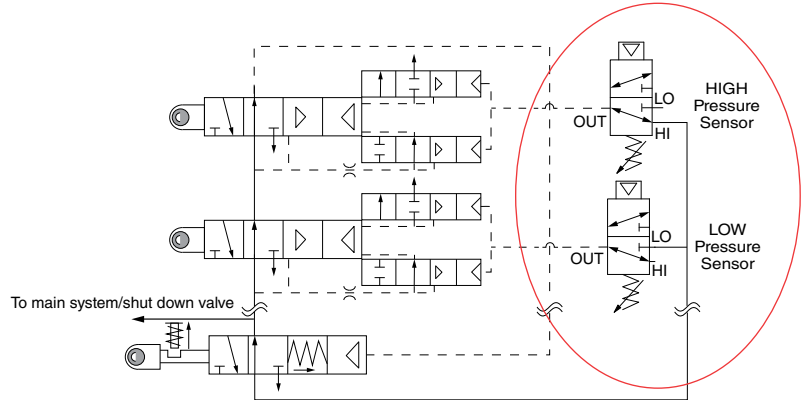 LO
HIGH
Pressure
Sensor
OUT
HI
LO
LOW
Pressure
Sensor
OUT
HI
To main system/shut down valve